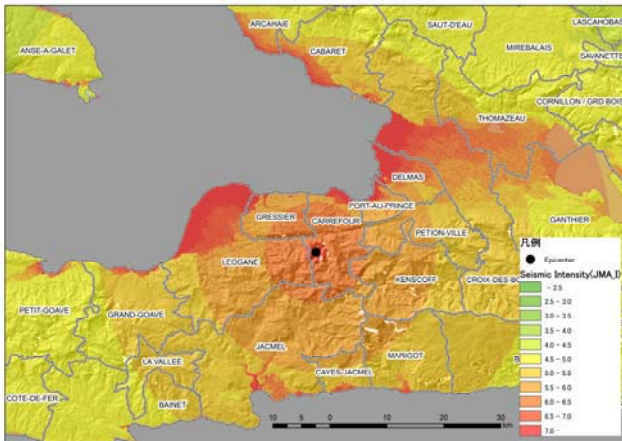 ARCAHAIE
SAUT-D'EAU
LASCAHOBAS
ANSE-A-GALET
CABARET
MIREBALAIS
SAVANETTE
CORNILLON / GRD BOIS
THOMAZEAU
DELMAS
PORT-AU-PRINCE
GRESSIER
CARREFOUR
GANTHIER
PETION-VILLE
LEOGANE
KENSCOFF
CROIX-DES-BO
PETIT-GOAVE
GRAND-GOAVE
JACMEL
LA VALLEE
MARIGOT
CAYES-JACMEL
COTE-DE-FER
BAINET
凡例
Epicenter
Seismic Intensity(JMA_I)
- 2.5
2.5 - 3.0
3.0 - 3.5
3.5 - 4.0
4.0 - 4.5
4.5 - 5.0
5.0 - 5.5
5.5 - 6.0
6.0 - 6.5
6.5 - 7.0
7.0 -
10 5 0 10 20 30
km